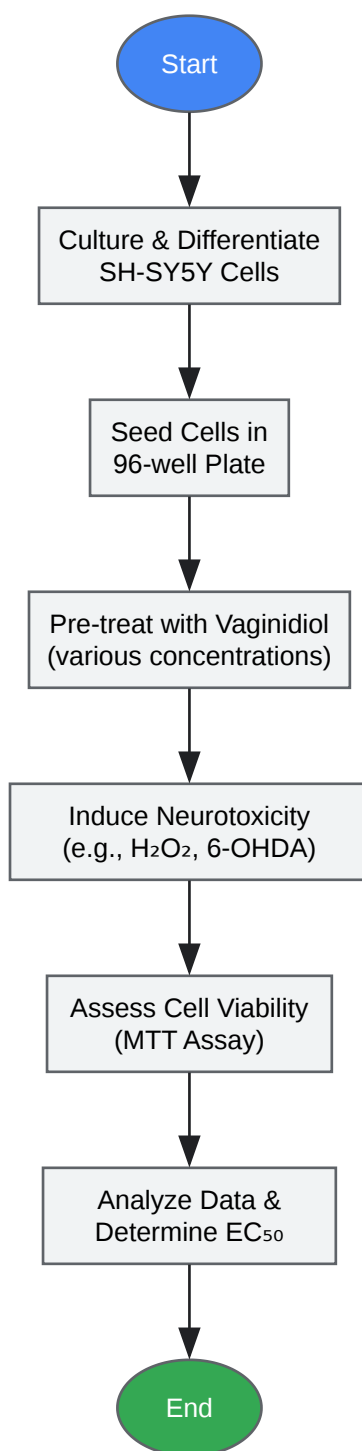 Start
Culture & Differentiate
SH-SY5Y Cells
Seed Cells in
96-well Plate
Pre-treat with Vaginidiol
(various concentrations)
Induce Neurotoxicity
(e.g., H₂O₂, 6-OHDA)
Assess Cell Viability
(MTT Assay)
Analyze Data &
Determine EC₅₀
End